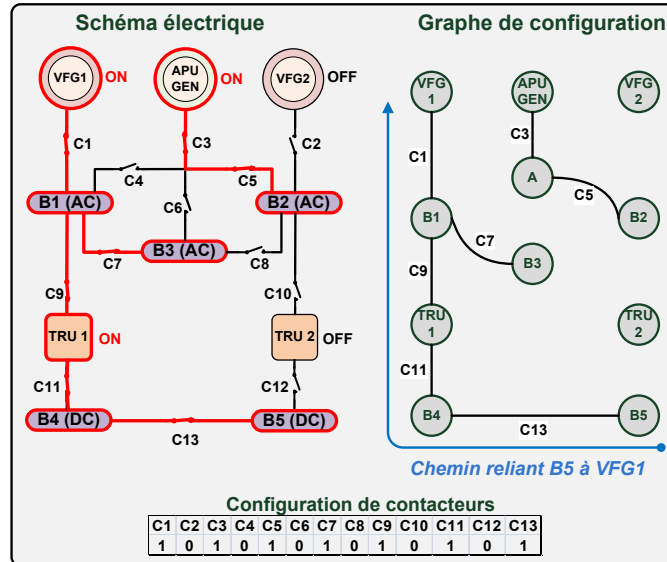 Schéma électrique
Graphe de configuration
VFG1 ON
APU GEN ON
VFG2 OFF
C1
C3
C2
C4
C5
C6
B1 (AC)
B2 (AC)
B3 (AC)
C7
C8
C9
C10
TRU 1 ON
TRU 2 OFF
C11
C12
B4 (DC)
B5 (DC)
C13
VFG 1
APU GEN
VFG 2
C3
C1
A
C5
B1
B2
C7
B3
C9
TRU 1
TRU 2
C11
B4
B5
C13
Chemin reliant B5 à VFG1
Configuration de contacteurs
C1 C2 C3 C4 C5 C6 C7 C8 C9 C10 C11 C12 C13
1 0 1 0 1 0 1 0 1 0 1 0 1